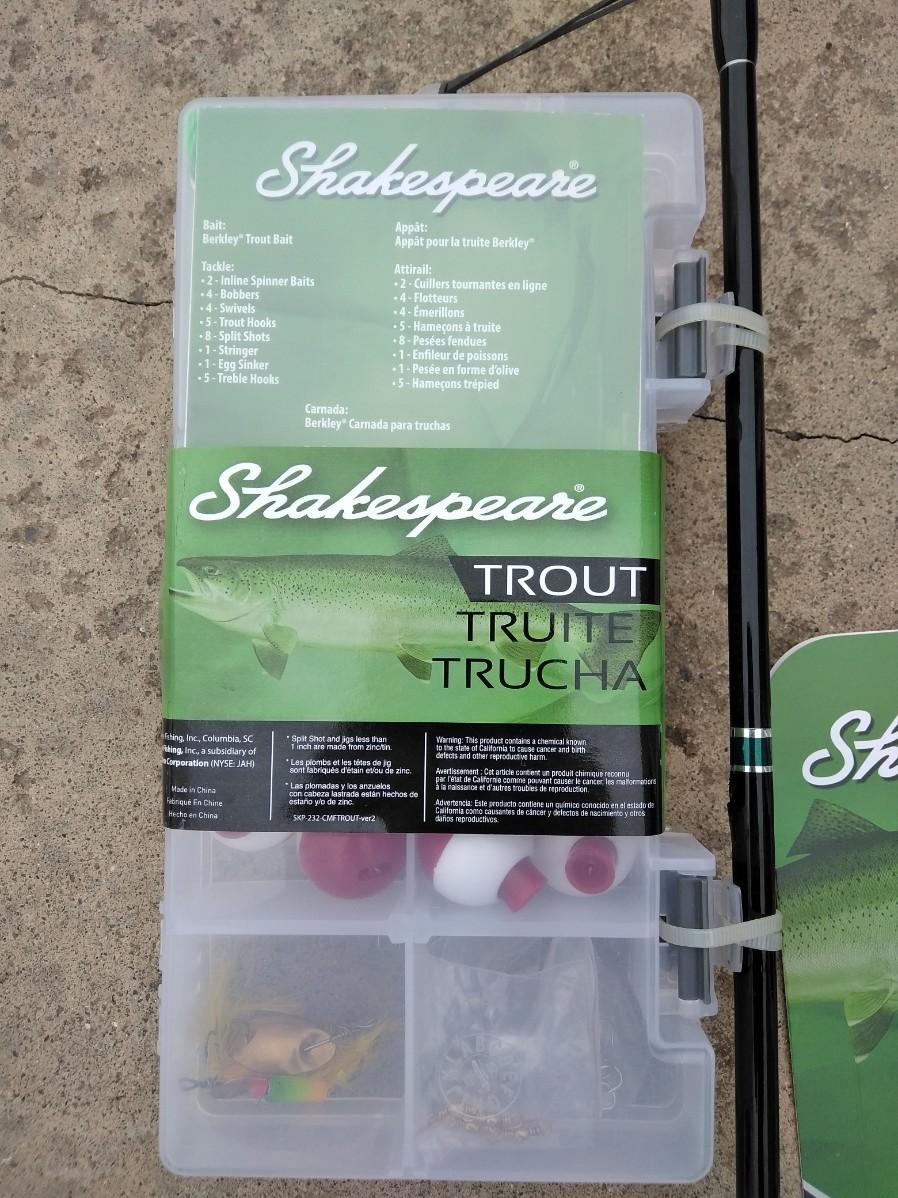 Shakespeare®
Bait:
Berkley® Trout Bait
Tackle:
• 2 - Inline Spinner Baits
• 4 - Bobbers
• 4 - Swivels
• 5 - Trout Hooks
• 8 - Split Shots
• 1 - Stringer
• 1 - Egg Sinker
• 5 - Treble Hooks
Appât:
Appât pour la truite Berkley®
Attirail:
• 2 - Cuillers tournantes en ligne
• 4 - Flotteurs
• 4 - Émerillons
• 5 - Hameçons à truite
• 8 - Pesées fendues
• 1 - Enfileur de poissons
• 1 - Pesée en forme d'olive
• 5 - Hameçons trépied
Carnada:
Berkley® Carnada para truchas
Shakespeare®
TROUT
TRUITE
TRUCHA
Fishing, Inc., Columbia, SC
Fishing, Inc., a subsidiary of
Corporation (NYSE: JAH)
Made in China
Fabriqué En Chine
Hecho en China
* Split Shot and jigs less than
1 inch are made from zinc/tin.
* Les plombs et les têtes de jig
sont fabriqués d'étain et/ou de zinc.
* Las plomadas y los anzuelos
con cabeza lastrada están hechos de
estaño y/o de zinc.
SKP-232-CMFTROUT-ver2
Warning: This product contains a chemical known
to the state of California to cause cancer and birth
defects and other reproductive harm.
Avertissement : Cet article contient un produit chimique reconnu
par l'état de Californie comme pouvant causer le cancer, les malformations
à la naissance et d'autres troubles de reproduction.
Advertencia: Este producto contiene un químico conocido en el estado de
California como causantes de cáncer y defectos de nacimiento y otros
daños reproductivos.
Sh